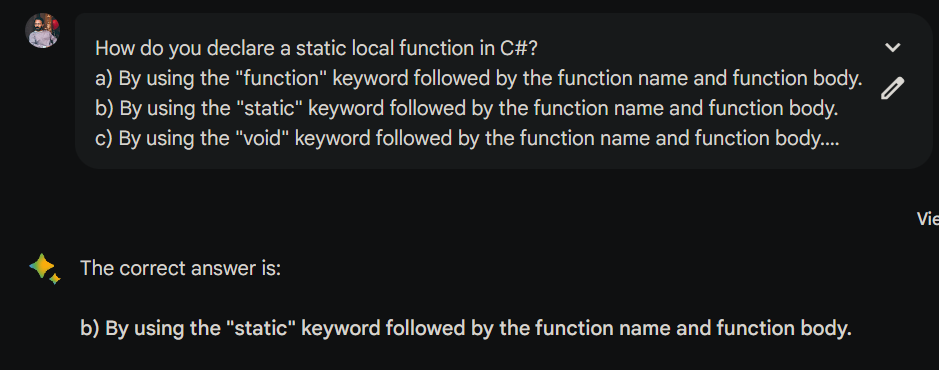 How do you declare a static local function in C#?
a) By using the "function" keyword followed by the function name and function body.
b) By using the "static" keyword followed by the function name and function body.
c) By using the "void" keyword followed by the function name and function body....
Vie
The correct answer is:
b) By using the "static" keyword followed by the function name and function body.